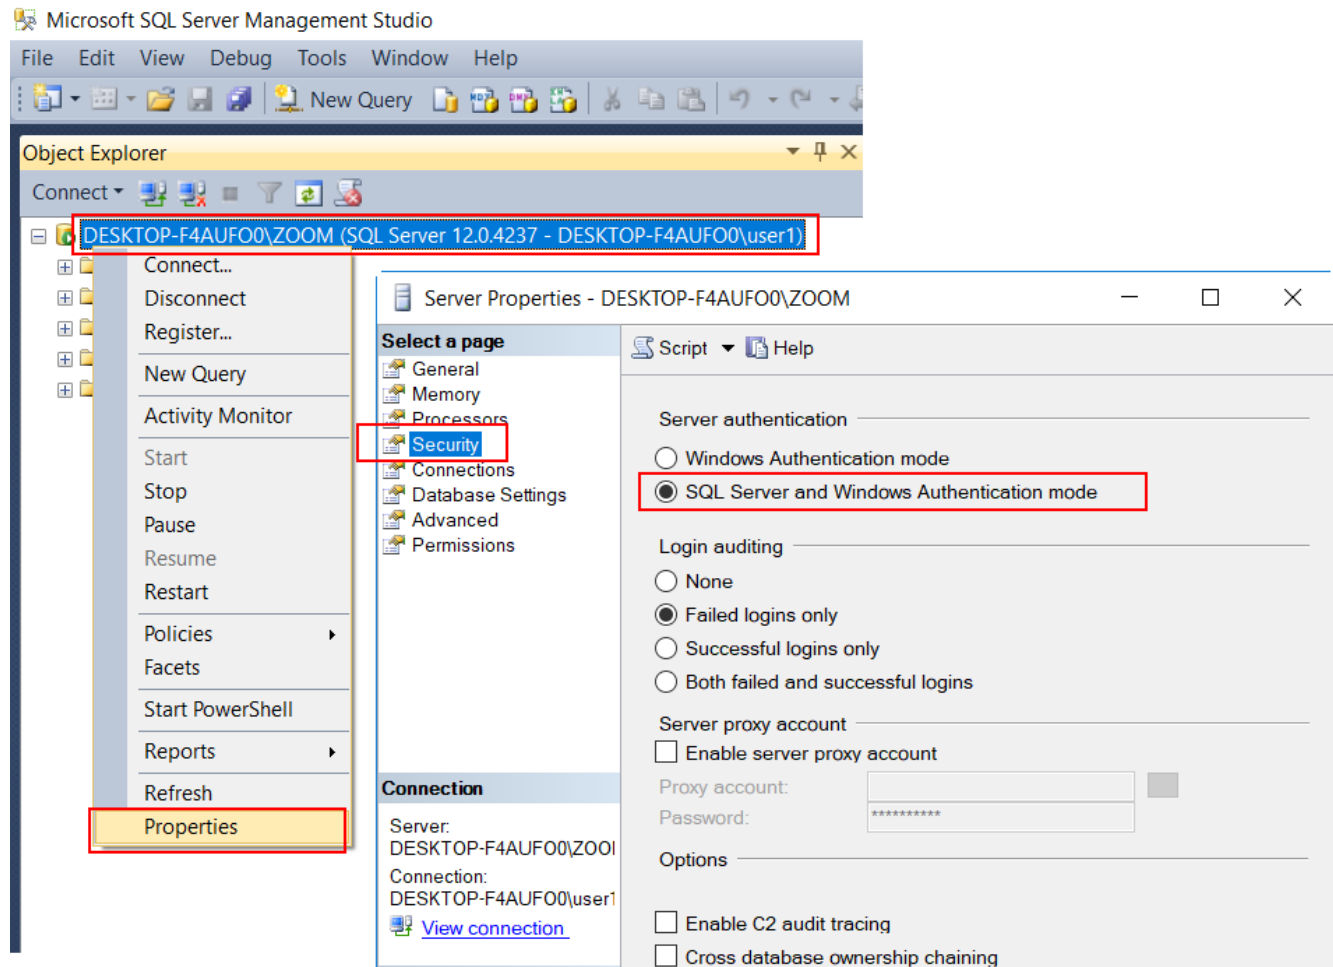 Microsoft SQL Server Management Studio
File Edit View Debug Tools Window Help
New Query
Object Explorer
Connect
DESKTOP-F4AUFO0\ZOOM (SQL Server 12.0.4237 - DESKTOP-F4AUFO0\user1)
Connect...
Disconnect
Register...
New Query
Activity Monitor
Start
Stop
Pause
Resume
Restart
Policies
Facets
Start PowerShell
Reports
Refresh
Properties
Server Properties - DESKTOP-F4AUFO0\ZOOM
Select a page
General
Memory
Processors
Security
Connections
Database Settings
Advanced
Permissions
Connection
Server:
DESKTOP-F4AUFO0\ZOOI
Connection:
DESKTOP-F4AUFO0\user1
View connection
Script Help
Server authentication
Windows Authentication mode
SQL Server and Windows Authentication mode
Login auditing
None
Failed logins only
Successful logins only
Both failed and successful logins
Server proxy account
Enable server proxy account
Proxy account:
Password: **********
Options
Enable C2 audit tracing
Cross database ownership chaining